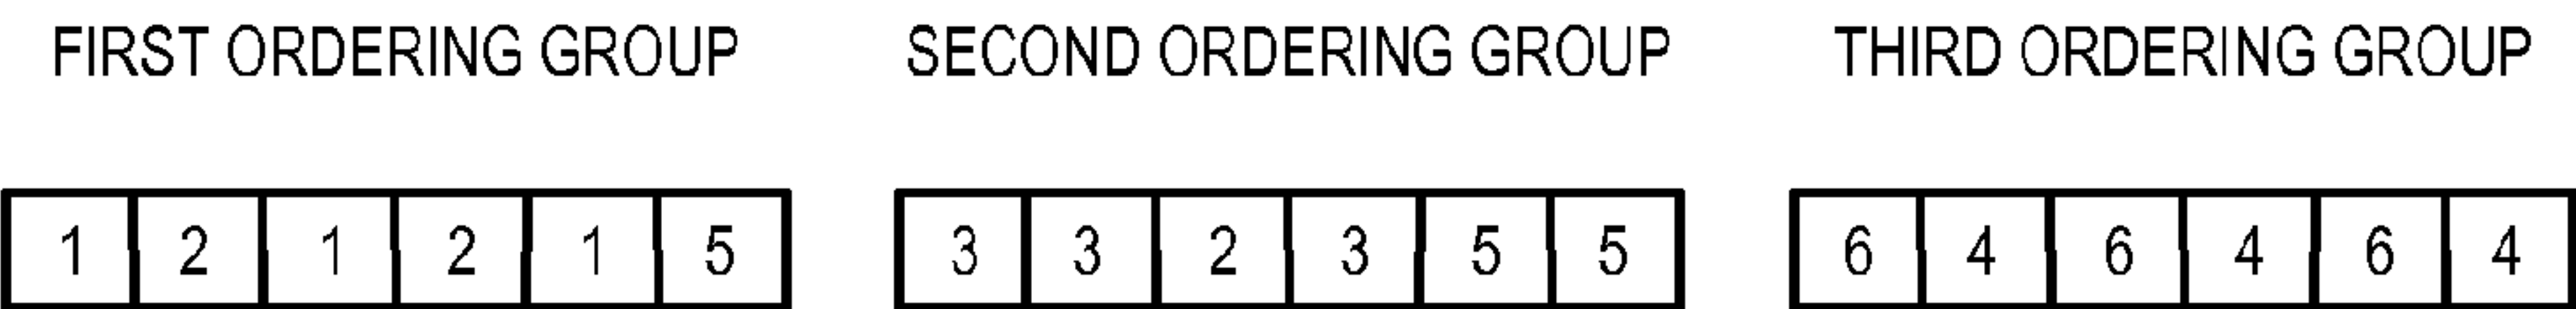 FIRST ORDERING GROUP SECOND ORDERING GROUP THIRD ORDERING GROUP
1 2 1 2 1 5 3 3 2 3 5 5 6 4 6 4 6 4